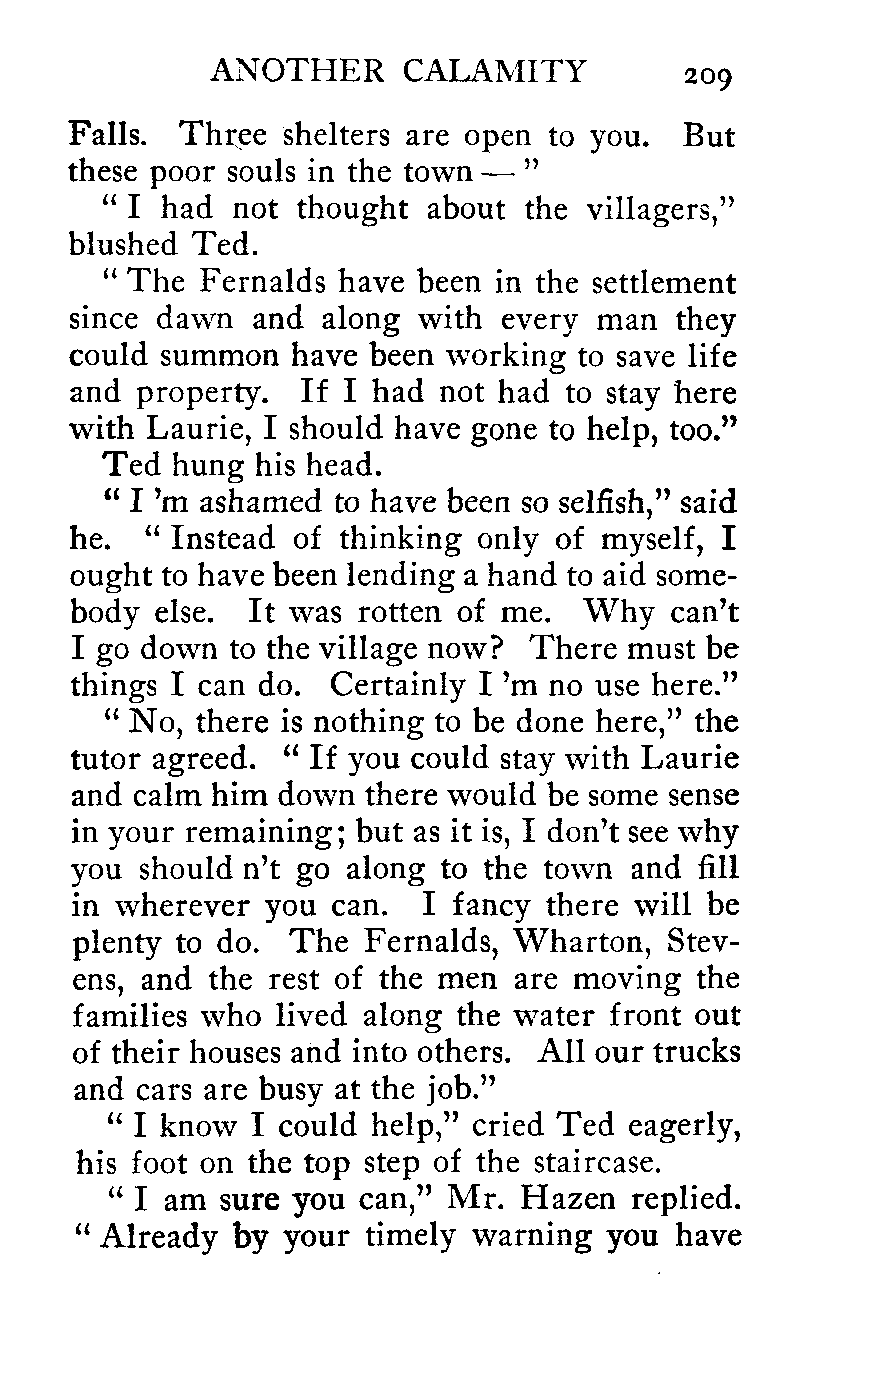 ANOTHER CALAMITY 209
Falls. Three shelters are open to you. But
these poor souls in the town — "
" I had not thought about the villagers,"
blushed Ted.
" The Fernalds have been in the settlement
since dawn and along with every man they
could summon have been working to save life
and property. If I had not had to stay here
with Laurie, I should have gone to help, too."
Ted hung his head.
" I 'm ashamed to have been so selfish," said
he. " Instead of thinking only of myself, I
ought to have been lending a hand to aid some-
body else. It was rotten of me. Why can't
I go down to the village now? There must be
things I can do. Certainly I 'm no use here."
" No, there is nothing to be done here," the
tutor agreed. " If you could stay with Laurie
and calm him down there would be some sense
in your remaining; but as it is, I don't see why
you should n't go along to the town and fill
in wherever you can. I fancy there will be
plenty to do. The Fernalds, Wharton, Stev-
ens, and the rest of the men are moving the
families who lived along the water front out
of their houses and into others. All our trucks
and cars are busy at the job."
" I know I could help," cried Ted eagerly,
his foot on the top step of the staircase.
" I am sure you can," Mr. Hazen replied.
" Already by your timely warning you have